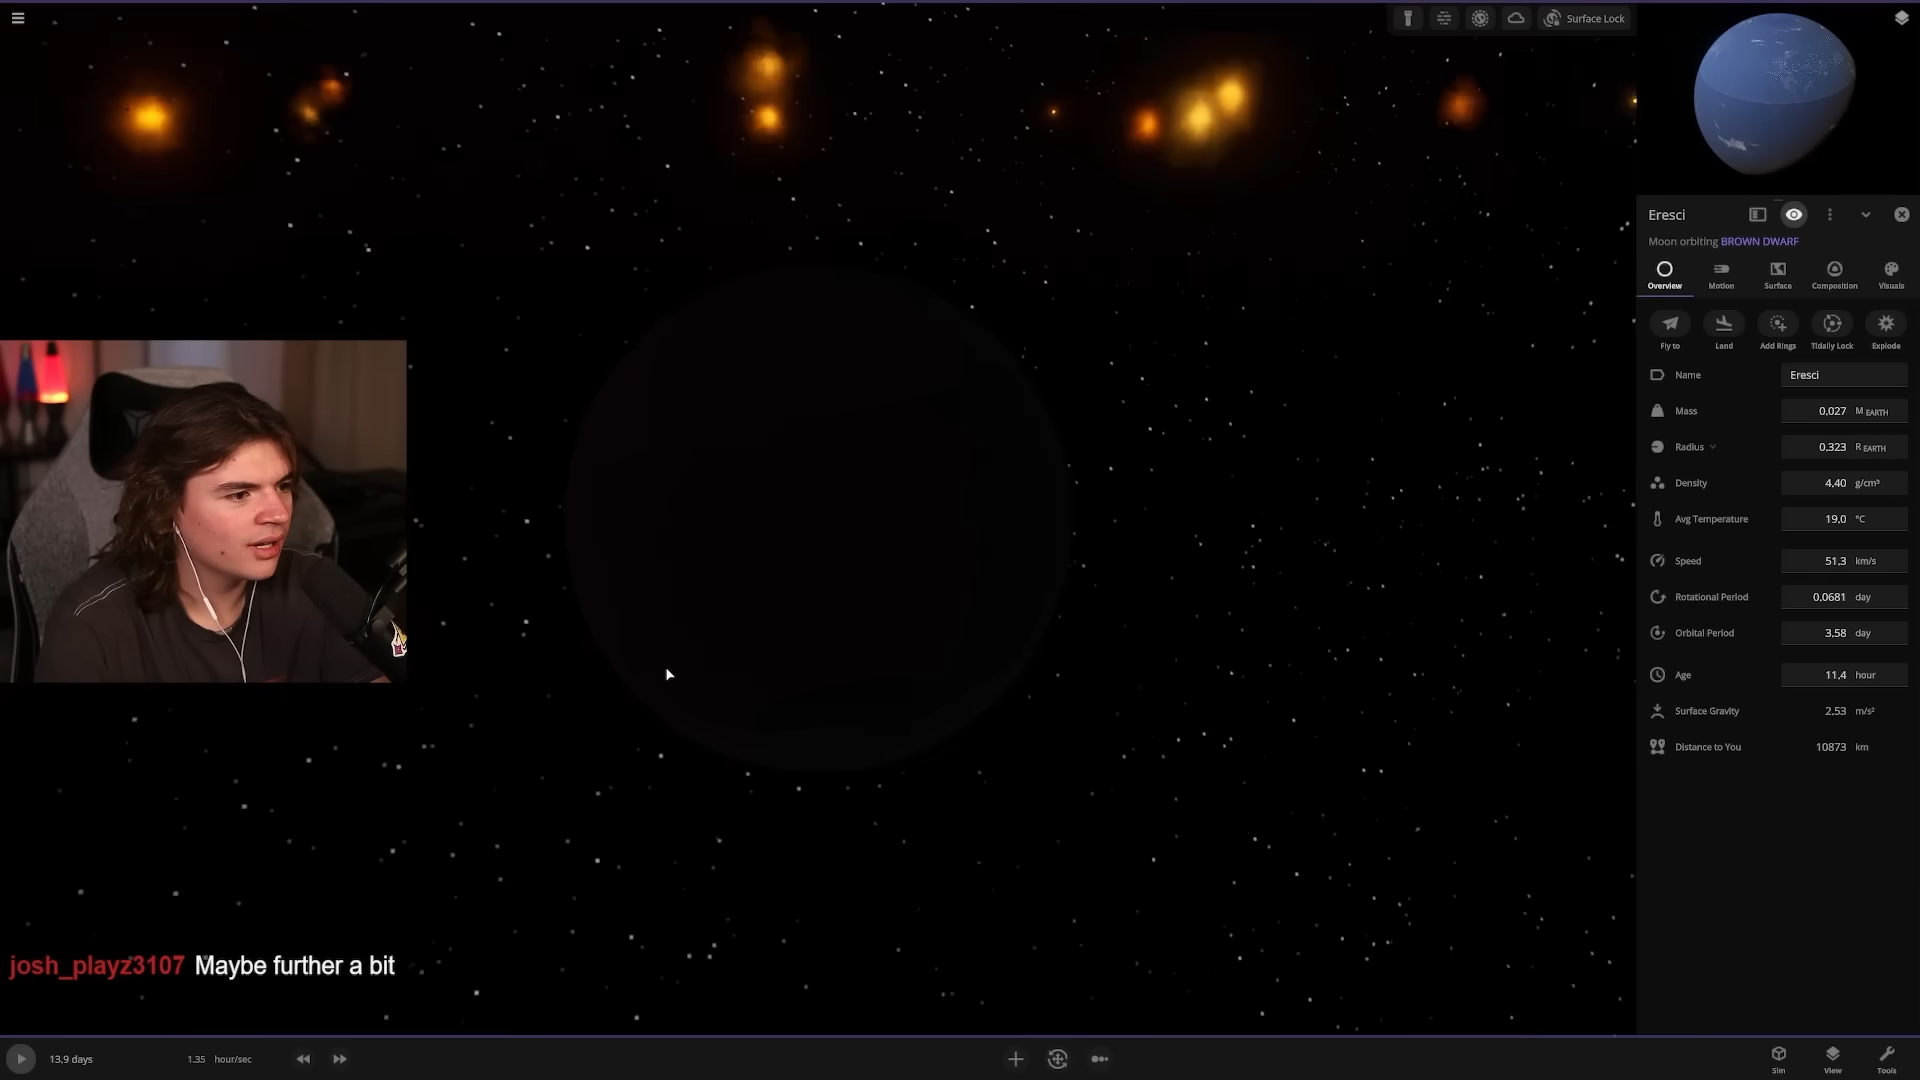 Surface Lock
Eresci
Moon orbiting BROWN DWARF
Overview Motion Surface Composition Visuals
Fly to Land Add Rings Tidally Lock Explode
Name Eresci
Mass 0,027 M EARTH
Radius 0,323 R EARTH
Density 4,40 g/cm³
Avg Temperature 19,0 °C
Speed 51,3 km/s
Rotational Period 0,0681 day
Orbital Period 3,58 day
Age 11,4 hour
Surface Gravity 2,53 m/s²
Distance to You 10873 km
josh_playz3107 Maybe further a bit
13,9 days 1.35 hour/sec
Sim View Tools